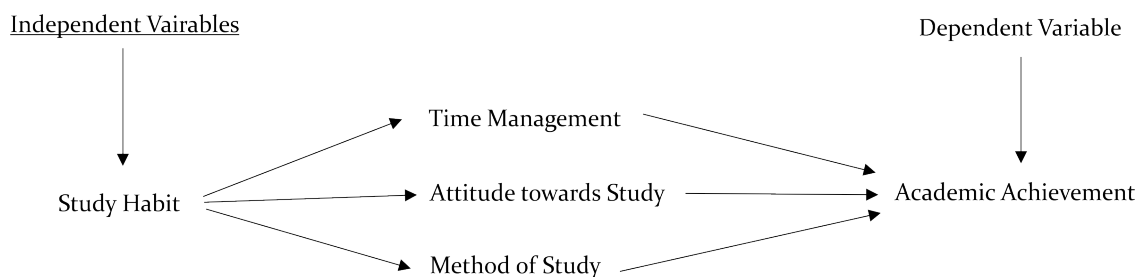 Independent Vairables
Dependent Variable
Time Management
Study Habit
Attitude towards Study
Academic Achievement
Method of Study